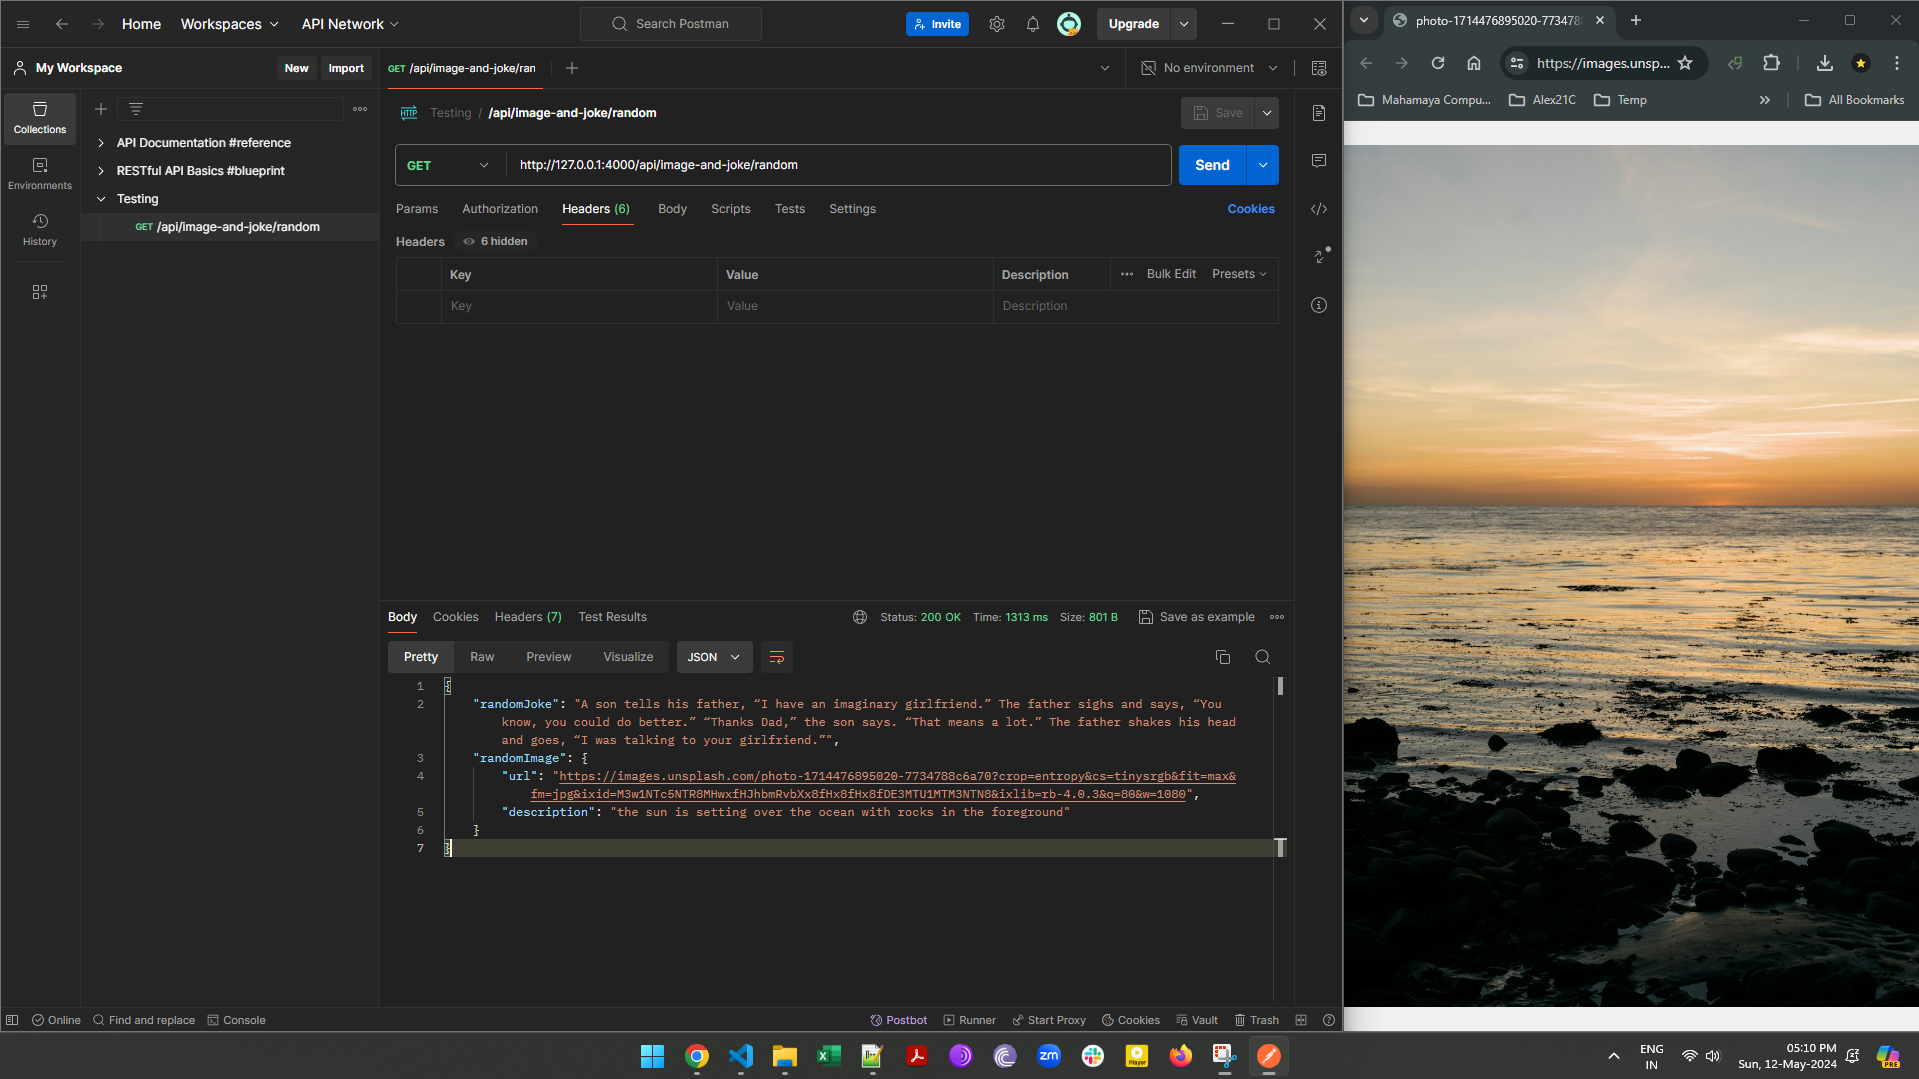 Home
Workspaces
API Network
Search Postman
Invite
Upgrade
My Workspace
New
Import
GET /api/image-and-joke/ran
No environment
Collections
Environments
History
API Documentation #reference
RESTful API Basics #blueprint
Testing
GET /api/image-and-joke/random
HTTP Testing / /api/image-and-joke/random
Save
GET
http://127.0.0.1:4000/api/image-and-joke/random
Send
Params
Authorization
Headers (6)
Body
Scripts
Tests
Settings
Cookies
Headers
6 hidden
Key
Value
Description
Bulk Edit
Presets
Key
Value
Description
Body
Cookies
Headers (7)
Test Results
Status: 200 OK
Time: 1313 ms
Size: 801 B
Save as example
Pretty
Raw
Preview
Visualize
JSON
1 {
2 "randomJoke": "A son tells his father, “I have an imaginary girlfriend.” The father sighs and says, “You
know, you could do better.” “Thanks Dad,” the son says. “That means a lot.” The father shakes his head
and goes, “I was talking to your girlfriend.”",
3 "randomImage": {
4 "url": "https://images.unsplash.com/photo-1714476895020-7734788c6a70?crop=entropy&cs=tinysrgb&fit=max&
fm=jpg&ixid=M3w1NTc5NTR8MHwxfHJhbmRvbXx8fHx8fHx8fDE3MTU1MTM3NTN8&ixlib=rb-4.0.3&q=80&w=1080",
5 "description": "the sun is setting over the ocean with rocks in the foreground"
6 }
7 }
Online
Find and replace
Console
Postbot
Runner
Start Proxy
Cookies
Vault
Trash
photo-1714476895020-773478
https://images.unsp...
Mahamaya Compu...
Alex21C
Temp
All Bookmarks
zm
Player
ENG
IN
05:10 PM
Sun, 12-May-2024
PRE